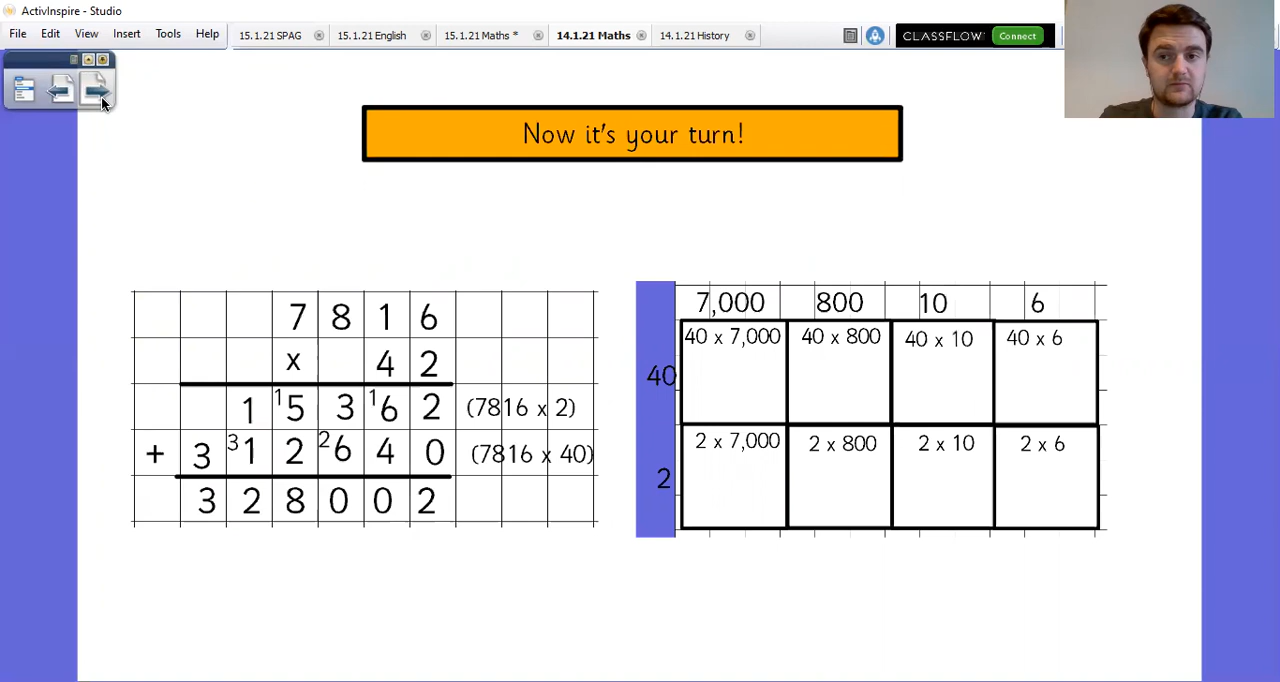 ActivInspire - Studio
File Edit View Insert Tools Help 15.1.21 SPAG 15.1.21 English 15.1.21 Maths * 14.1.21 Maths 14.1.21 History CLASSFLOW Connect
Now it's your turn!
7 8 1 6
x 4 2
1 ¹5 3 ¹6 2 (7816 x 2)
+ 3 ³1 2 ²6 4 0 (7816 x 40)
3 2 8 0 0 2
7,000 800 10 6
40 40 x 7,000 40 x 800 40 x 10 40 x 6
2 2 x 7,000 2 x 800 2 x 10 2 x 6